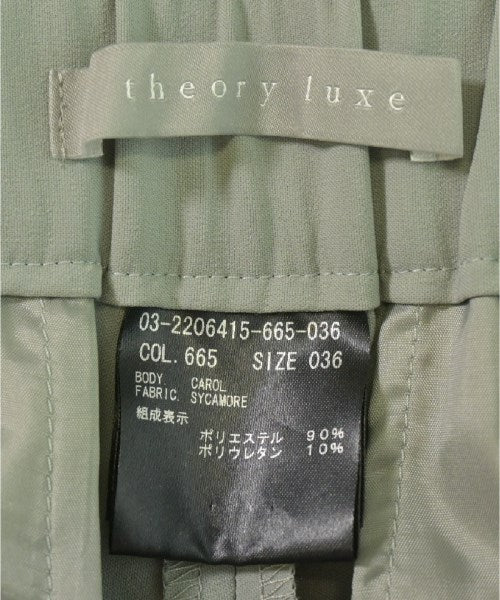 theory luxe
03-2206415-665-036
COL. 665 SIZE 036
BODY CAROL
FABRIC. SYCAMORE
組成表示
ポリエステル 90%
ポリウレタン 10%